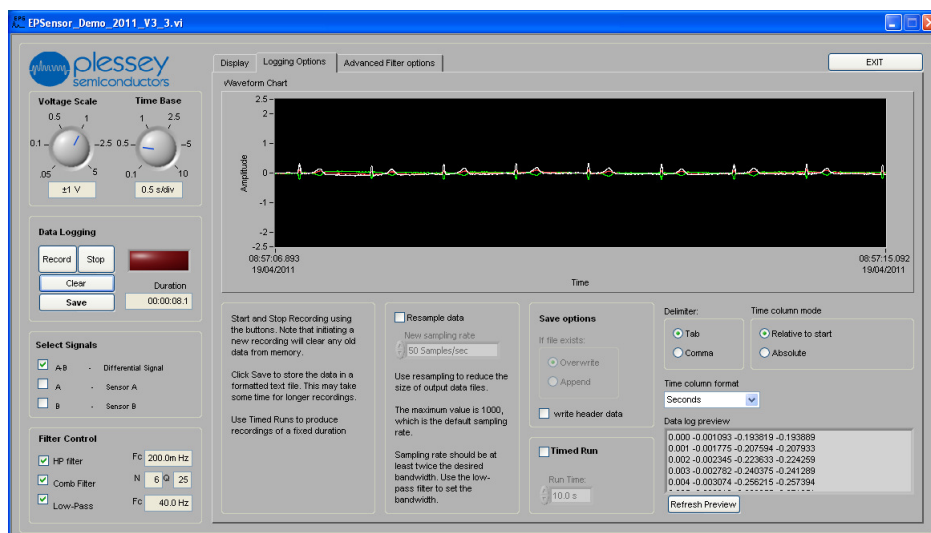 EPSensor_Demo_2011_V3_3.vi
plessey
semiconductors
Display
Logging Options
Advanced Filter options
EXIT
Waveform Chart
Voltage Scale
0.5
1
0.1
2.5
.05
5
±1 V
Time Base
1
2.5
0.5
5
0.1
10
0.5 s/div
Amplitude
2.5
2
1
0
-1
-2
-2.5
08:57:06.893
19/04/2011
08:57:15.092
19/04/2011
Time
Data Logging
Record
Stop
Clear
Save
Duration
00:00:08.1
Select Signals
A-B - Differential Signal
A - Sensor A
B - Sensor B
Filter Control
HP filter Fc 200.0m Hz
Comb Filter N 6 Q 25
Low-Pass Fc 40.0 Hz
Start and Stop Recording using
the buttons. Note that initiating a
new recording will clear any old
data from memory.
Click Save to store the data in a
formatted text file. This may take
some time for longer recordings.
Use Timed Runs to produce
recordings of a fixed duration
Resample data
New sampling rate
50 Samples/sec
Use resampling to reduce the
size of output data files.
The maximum value is 1000,
which is the default sampling
rate.
Sampling rate should be at
least twice the desired
bandwidth. Use the low-
pass filter to set the
bandwidth.
Save options
If file exists:
Overwrite
Append
write header data
Timed Run
Run Time:
10.0 s
Delimiter:
Tab
Comma
Time column mode
Relative to start
Absolute
Time column format
Seconds
Data log preview
0.000 -0.001093 -0.193819 -0.193889
0.001 -0.001775 -0.207594 -0.207933
0.002 -0.002345 -0.223633 -0.224259
0.003 -0.002782 -0.240375 -0.241289
0.004 -0.003074 -0.256215 -0.257394
Refresh Preview